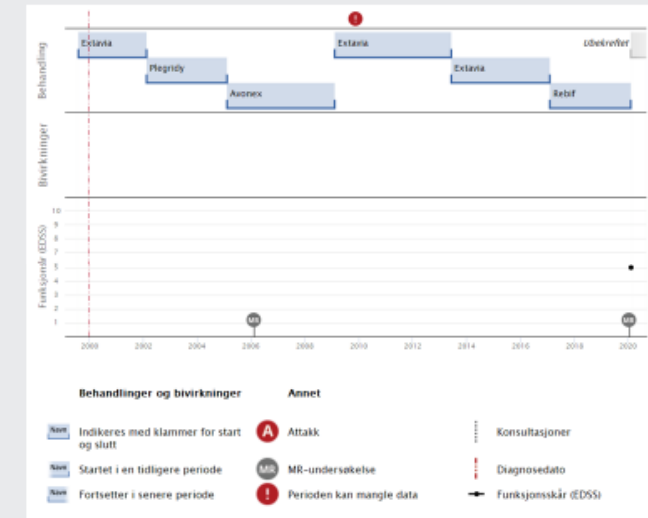 !
Extavia
Extavia
Ubekreftet
Plegridy
Extavia
Avonex
Rebif
Behandling
Bivirkninger
Funksjonsår (EDSS)
10
9
8
7
5
4
3
2
1
MR
MR
2000
2002
2004
2006
2008
2010
2012
2014
2016
2018
2020
Behandlinger og bivirkninger
Annet
Navn
Indikeres med klammer for start
og slutt
A
Attakk
Konsultasjoner
Navn
Startet i en tidligere periode
MR
MR-undersøkelse
Diagnosedato
Navn
Fortsetter i senere periode
!
Perioden kan mangle data
Funksjonsskår (EDSS)